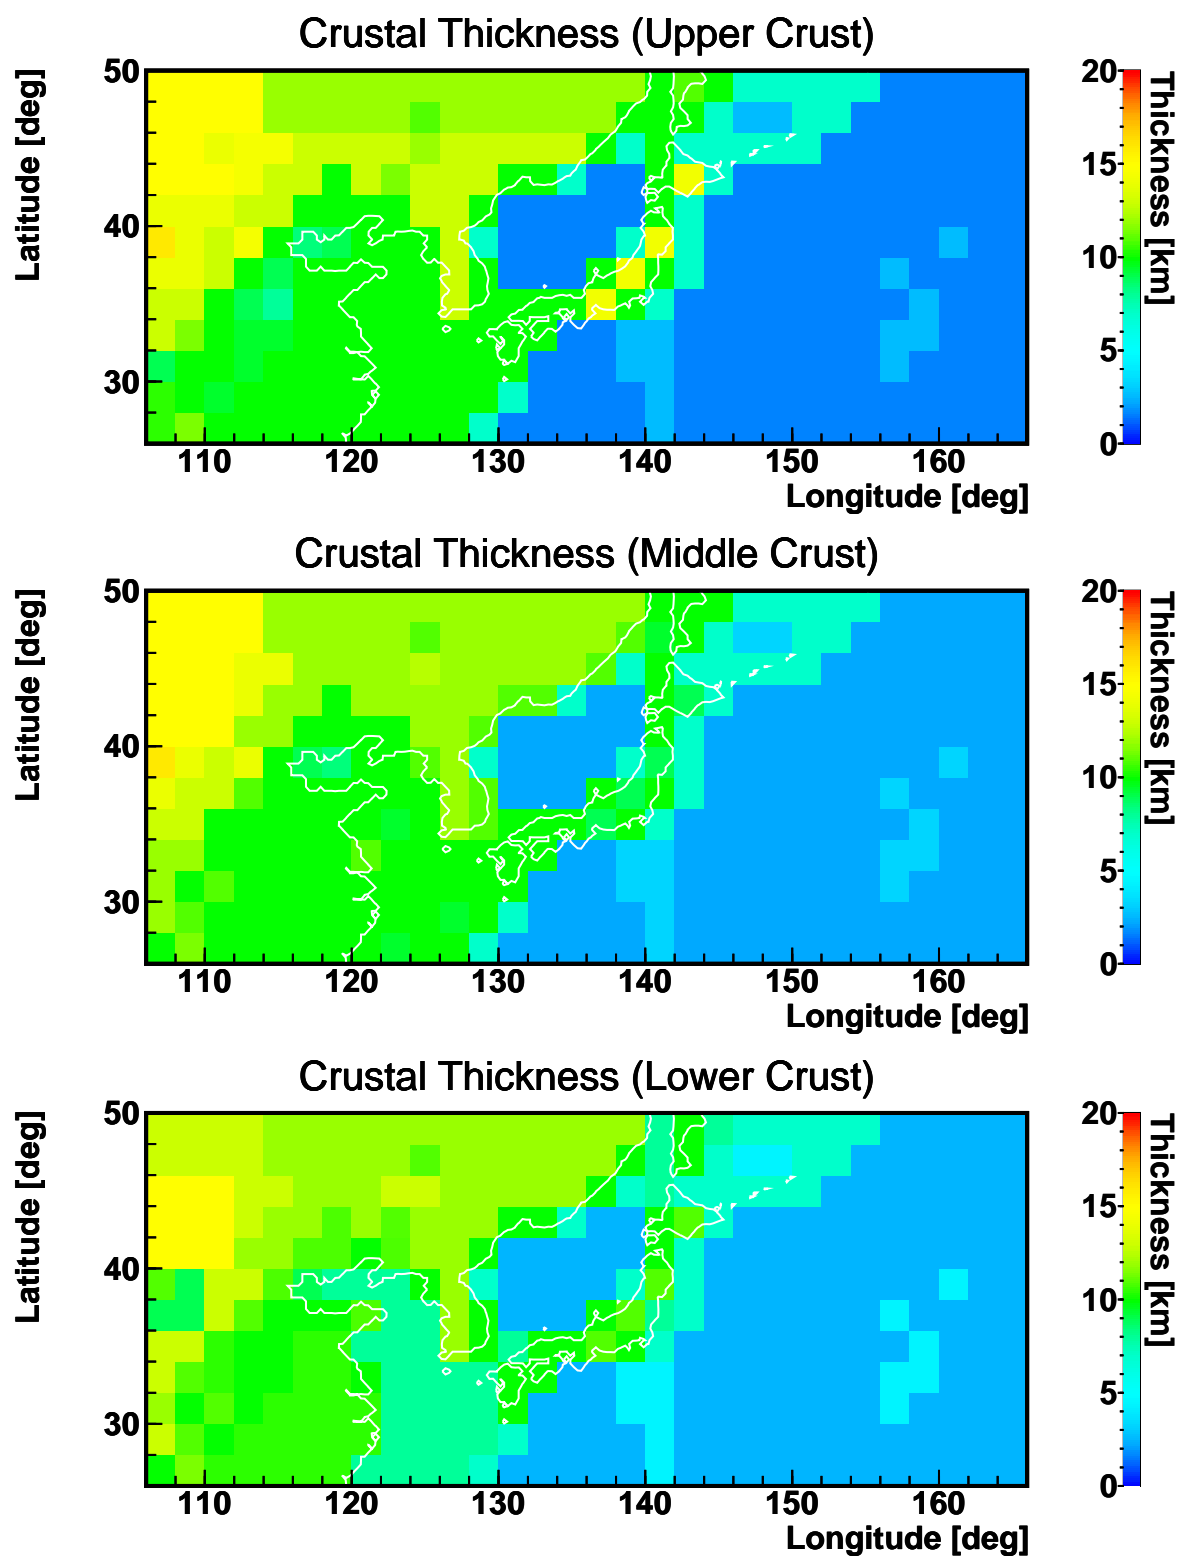 Crustal Thickness (Upper Crust)
Latitude [deg]
50
40
30
110 120 130 140 150 160
Longitude [deg]
20
15
10
5
0
Thickness [km]
Crustal Thickness (Middle Crust)
Latitude [deg]
50
40
30
110 120 130 140 150 160
Longitude [deg]
20
15
10
5
0
Thickness [km]
Crustal Thickness (Lower Crust)
Latitude [deg]
50
40
30
110 120 130 140 150 160
Longitude [deg]
20
15
10
5
0
Thickness [km]